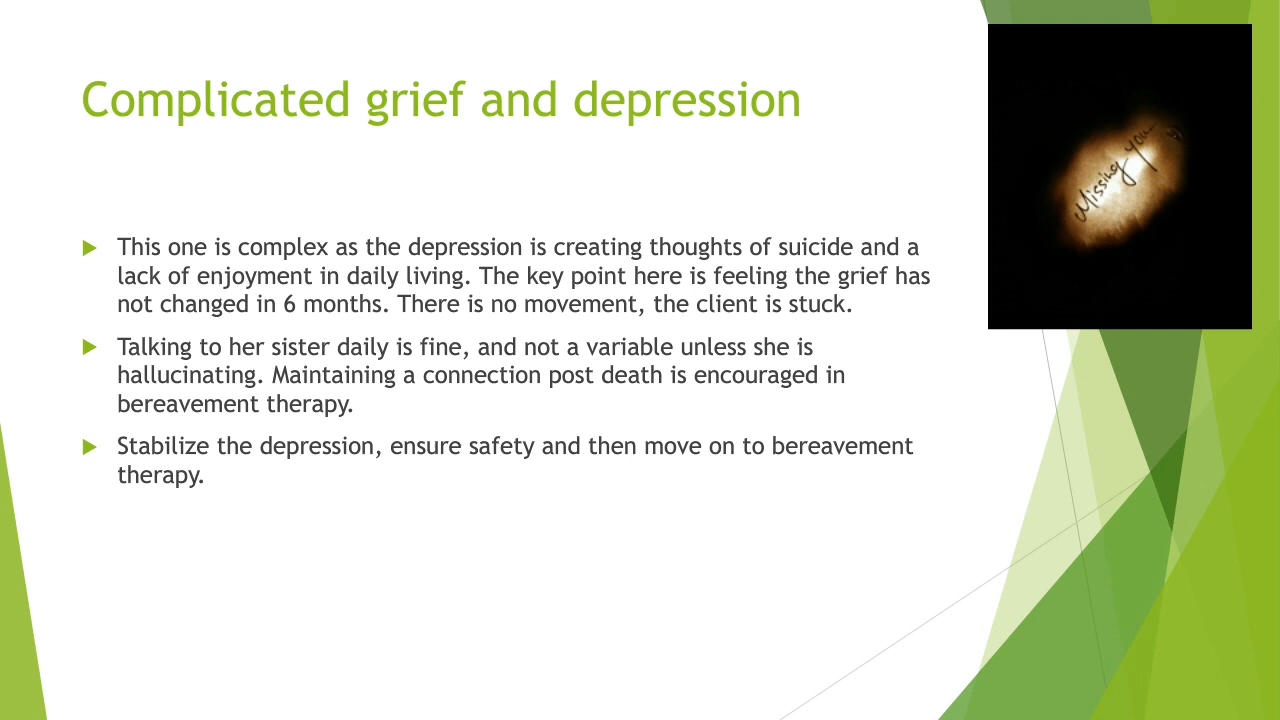 Complicated grief and depression
Missing you...
This one is complex as the depression is creating thoughts of suicide and a
lack of enjoyment in daily living. The key point here is feeling the grief has
not changed in 6 months. There is no movement, the client is stuck.
Talking to her sister daily is fine, and not a variable unless she is
hallucinating. Maintaining a connection post death is encouraged in
bereavement therapy.
Stabilize the depression, ensure safety and then move on to bereavement
therapy.